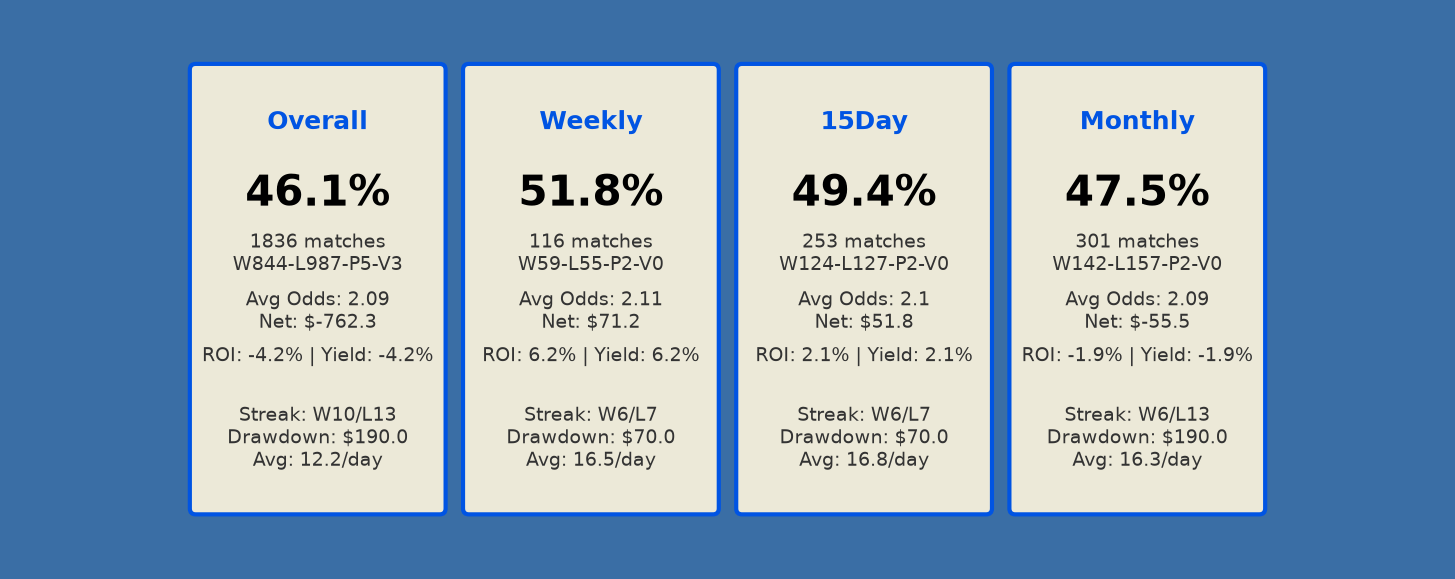 Overall
46.1%
1836 matches
W844-L987-P5-V3
Avg Odds: 2.09
Net: $-762.3
ROI: -4.2% | Yield: -4.2%
Streak: W10/L13
Drawdown: $190.0
Avg: 12.2/day
Weekly
51.8%
116 matches
W59-L55-P2-V0
Avg Odds: 2.11
Net: $71.2
ROI: 6.2% | Yield: 6.2%
Streak: W6/L7
Drawdown: $70.0
Avg: 16.5/day
15Day
49.4%
253 matches
W124-L127-P2-V0
Avg Odds: 2.1
Net: $51.8
ROI: 2.1% | Yield: 2.1%
Streak: W6/L7
Drawdown: $70.0
Avg: 16.8/day
Monthly
47.5%
301 matches
W142-L157-P2-V0
Avg Odds: 2.09
Net: $-55.5
ROI: -1.9% | Yield: -1.9%
Streak: W6/L13
Drawdown: $190.0
Avg: 16.3/day